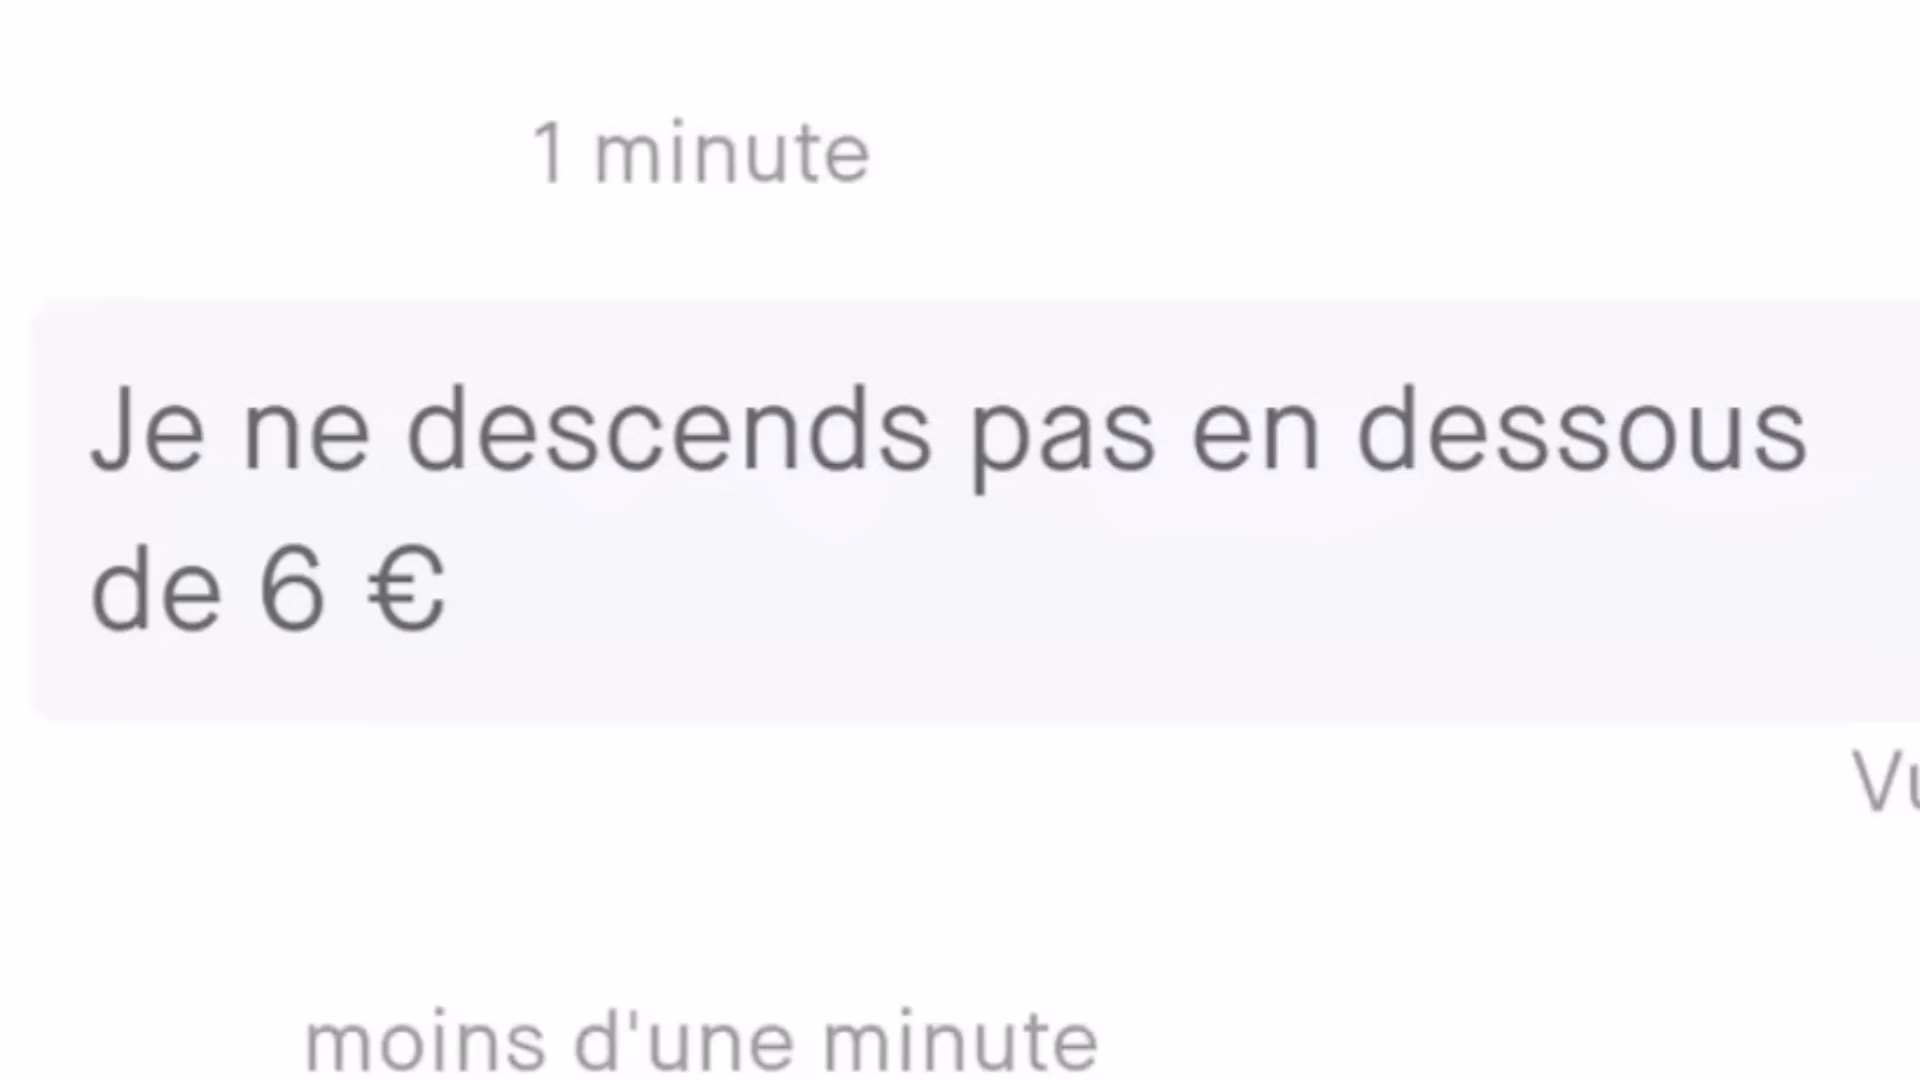 1 minute
Je ne descends pas en dessous
de 6 €
moins d'une minute